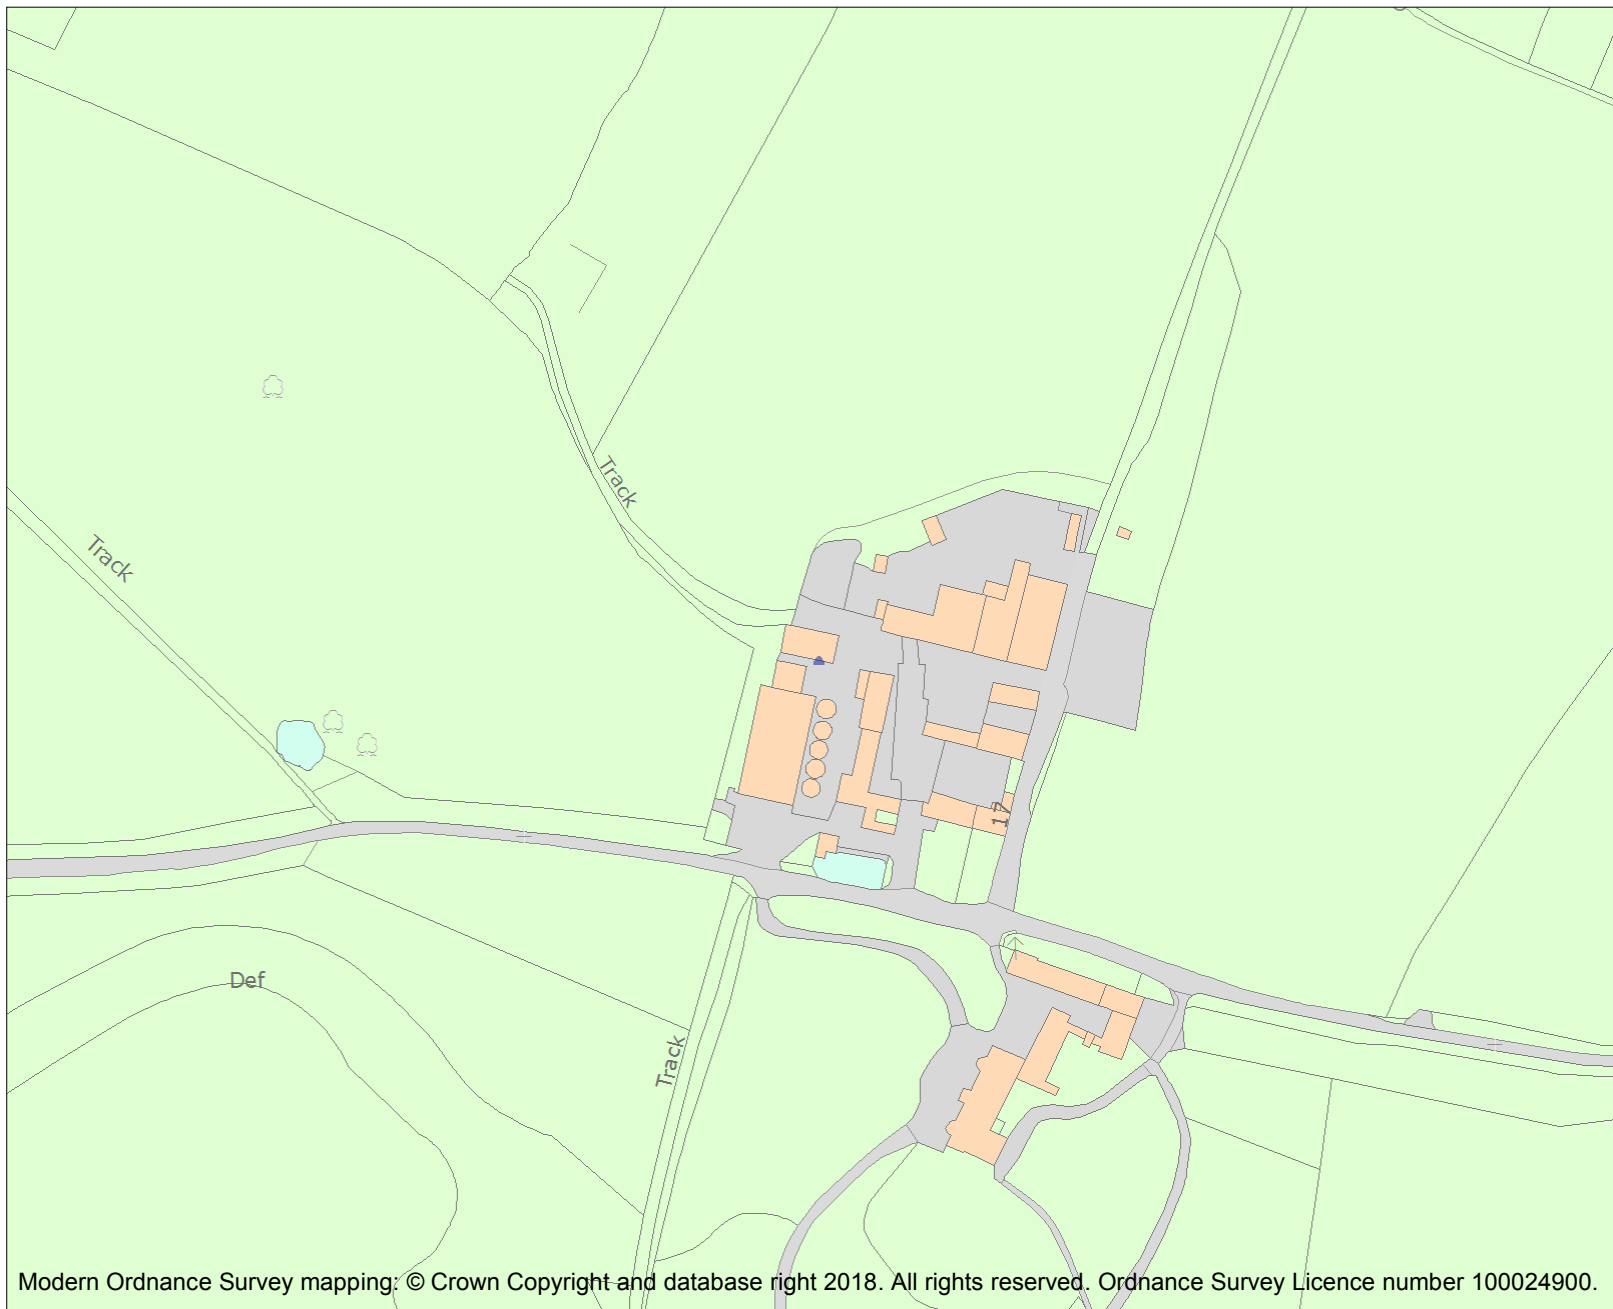 Track
Track
17
Def
Track
Modern Ordnance Survey mapping: © Crown Copyright and database right 2018. All rights reserved. Ordnance Survey Licence number 100024900.